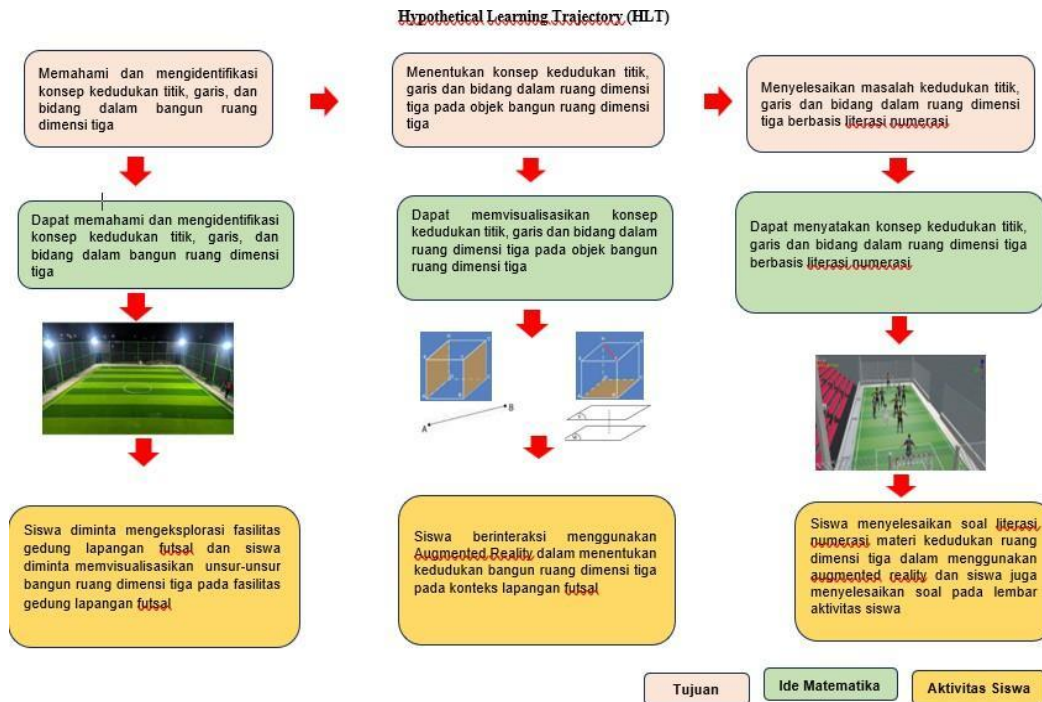 Hypothetical Learning Trajectory (HLT)
Memahami dan mengidentifikasi
konsep kedudukan titik, garis, dan
bidang dalam bangun ruang
dimensi tiga
Menentukan konsep kedudukan titik,
garis dan bidang dalam ruang dimensi
tiga pada objek bangun ruang dimensi
tiga
Menyelesaikan masalah kedudukan titik,
garis dan bidang dalam ruang dimensi
tiga berbasis literasi numerasi
Dapat memahami dan mengidentifikasi
konsep kedudukan titik, garis, dan
bidang dalam bangun ruang dimensi
tiga
Dapat memvisualisasikan konsep
kedudukan titik, garis dan bidang dalam
ruang dimensi tiga pada objek bangun
ruang dimensi tiga
Dapat menyatakan konsep kedudukan titik,
garis dan bidang dalam ruang dimensi tiga
berbasis literasi numerasi
A
B
Siswa diminta mengeksplorasi fasilitas
gedung lapangan futsal dan siswa
diminta memvisualisasikan unsur-unsur
bangun ruang dimensi tiga pada fasilitas
gedung lapangan futsal
Siswa berinteraksi menggunakan
Augmented Reality dalam menentukan
kedudukan bangun ruang dimensi tiga
pada konteks lapangan futsal
Siswa menyelesaikan soal literasi
numerasi materi kedudukan ruang
dimensi tiga dalam menggunakan
augmented reality dan siswa juga
menyelesaikan soal pada lembar
aktivitas siswa
Tujuan
Ide Matematika
Aktivitas Siswa